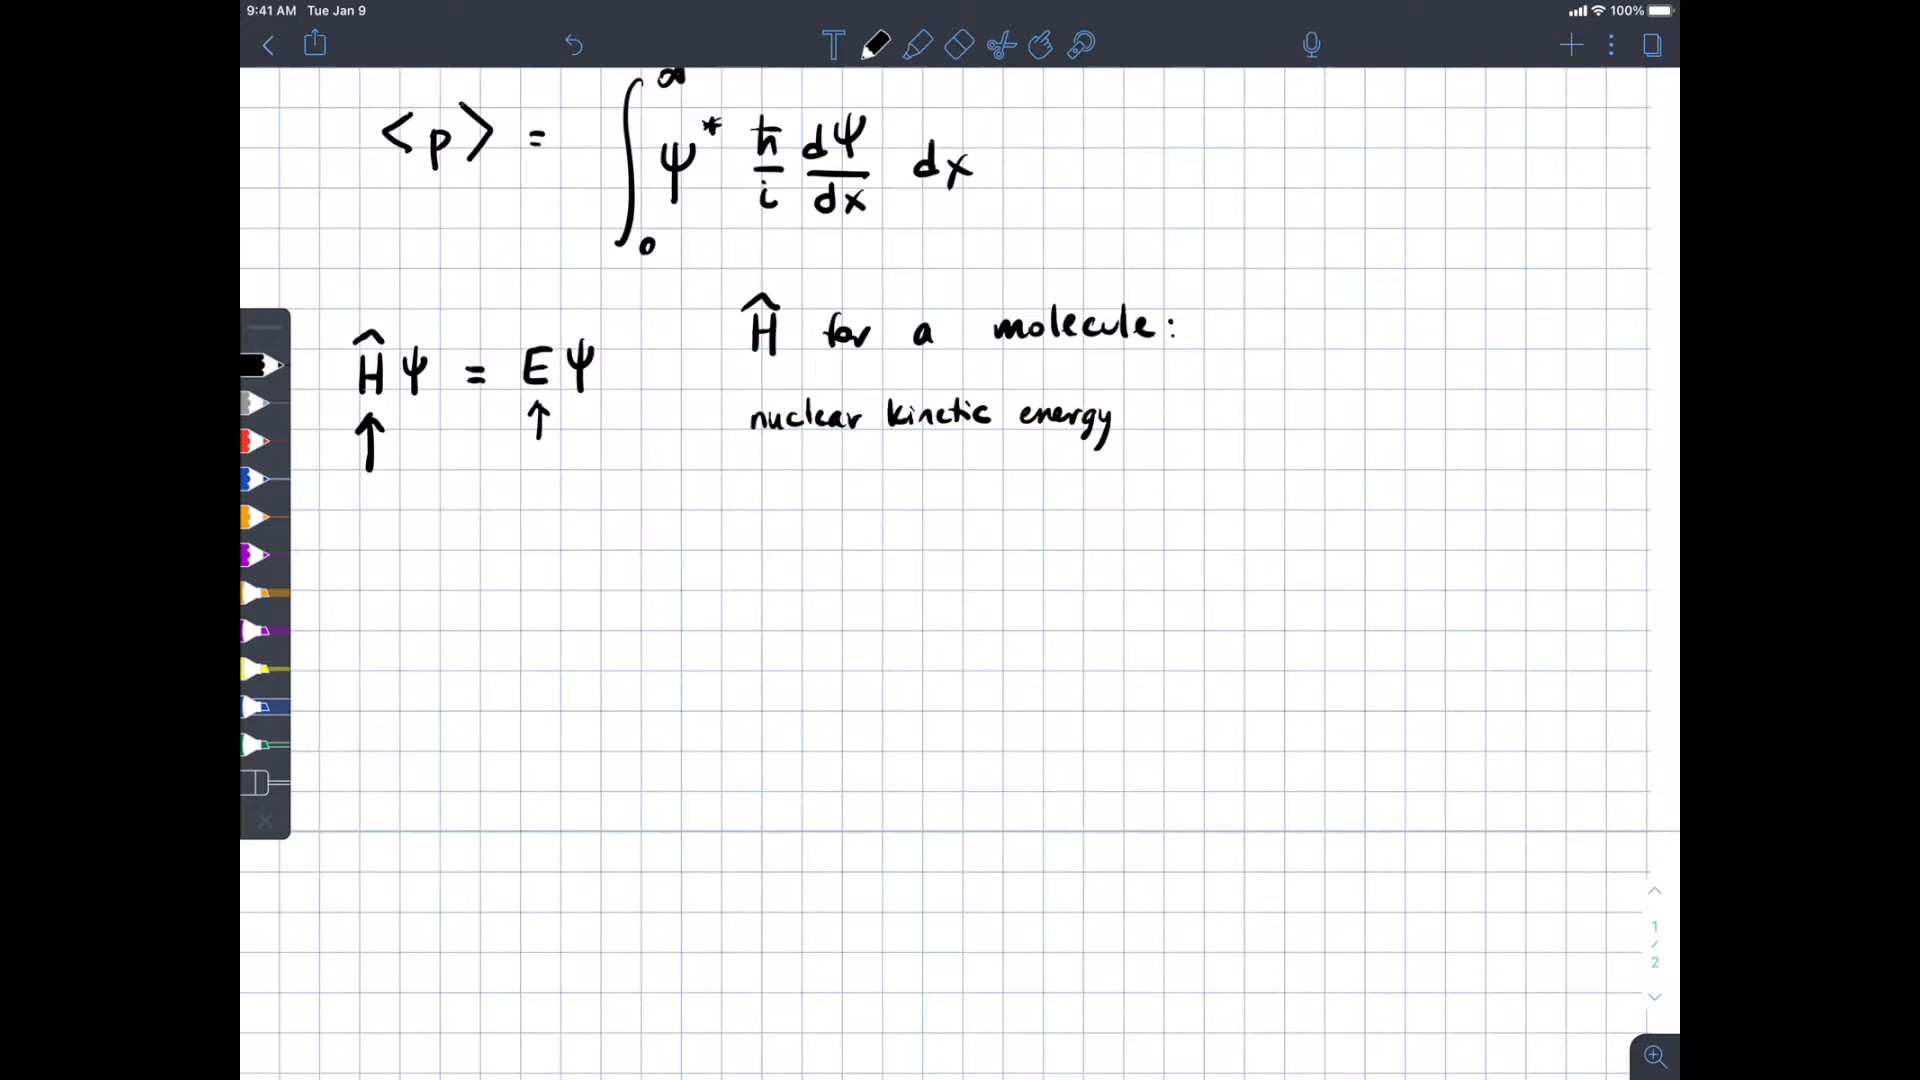 9:41 AM Tue Jan 9 100%
<p> = ∫₀^∞ ψ* ħ/i dψ/dx dx
Ĥ for a molecule:
Ĥψ = Eψ
↑ ↑
nuclear kinetic energy
1
/
2